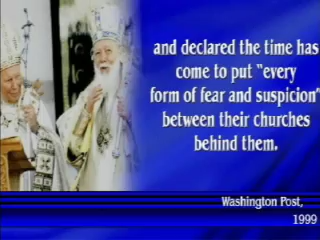 and declared the time has
come to put "every
form of fear and suspicion"
between their churches
behind them.
Washington Post,
1999